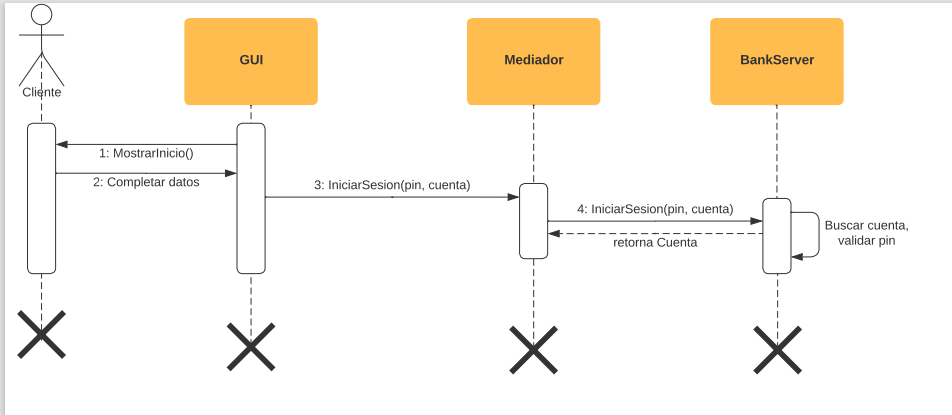 Cliente
GUI
Mediador
BankServer
1: MostrarInicio()
2: Completar datos
3: IniciarSesion(pin, cuenta)
4: IniciarSesion(pin, cuenta)
retorna Cuenta
Buscar cuenta,
validar pin